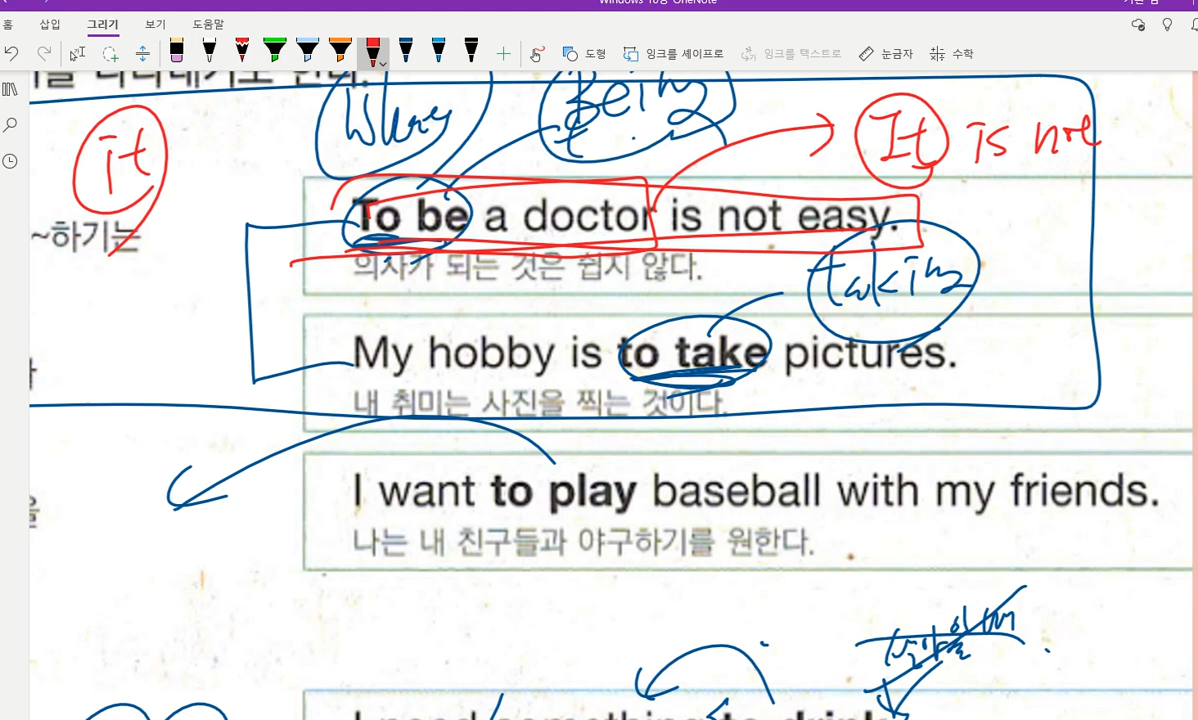 Windows 10용 OneNote
홈 삽입 그리기 보기 도움말
도형 잉크를 셰이프로 잉크를 텍스트로 눈금자 수학
Being
it
It is not
To be a doctor is not easy.
~하기는
의사가 되는 것은 쉽지 않다.
taking
My hobby is to take pictures.
내 취미는 사진을 찍는 것이다.
I want to play baseball with my friends.
을
나는 내 친구들과 야구하기를 원한다.
I need something to drink